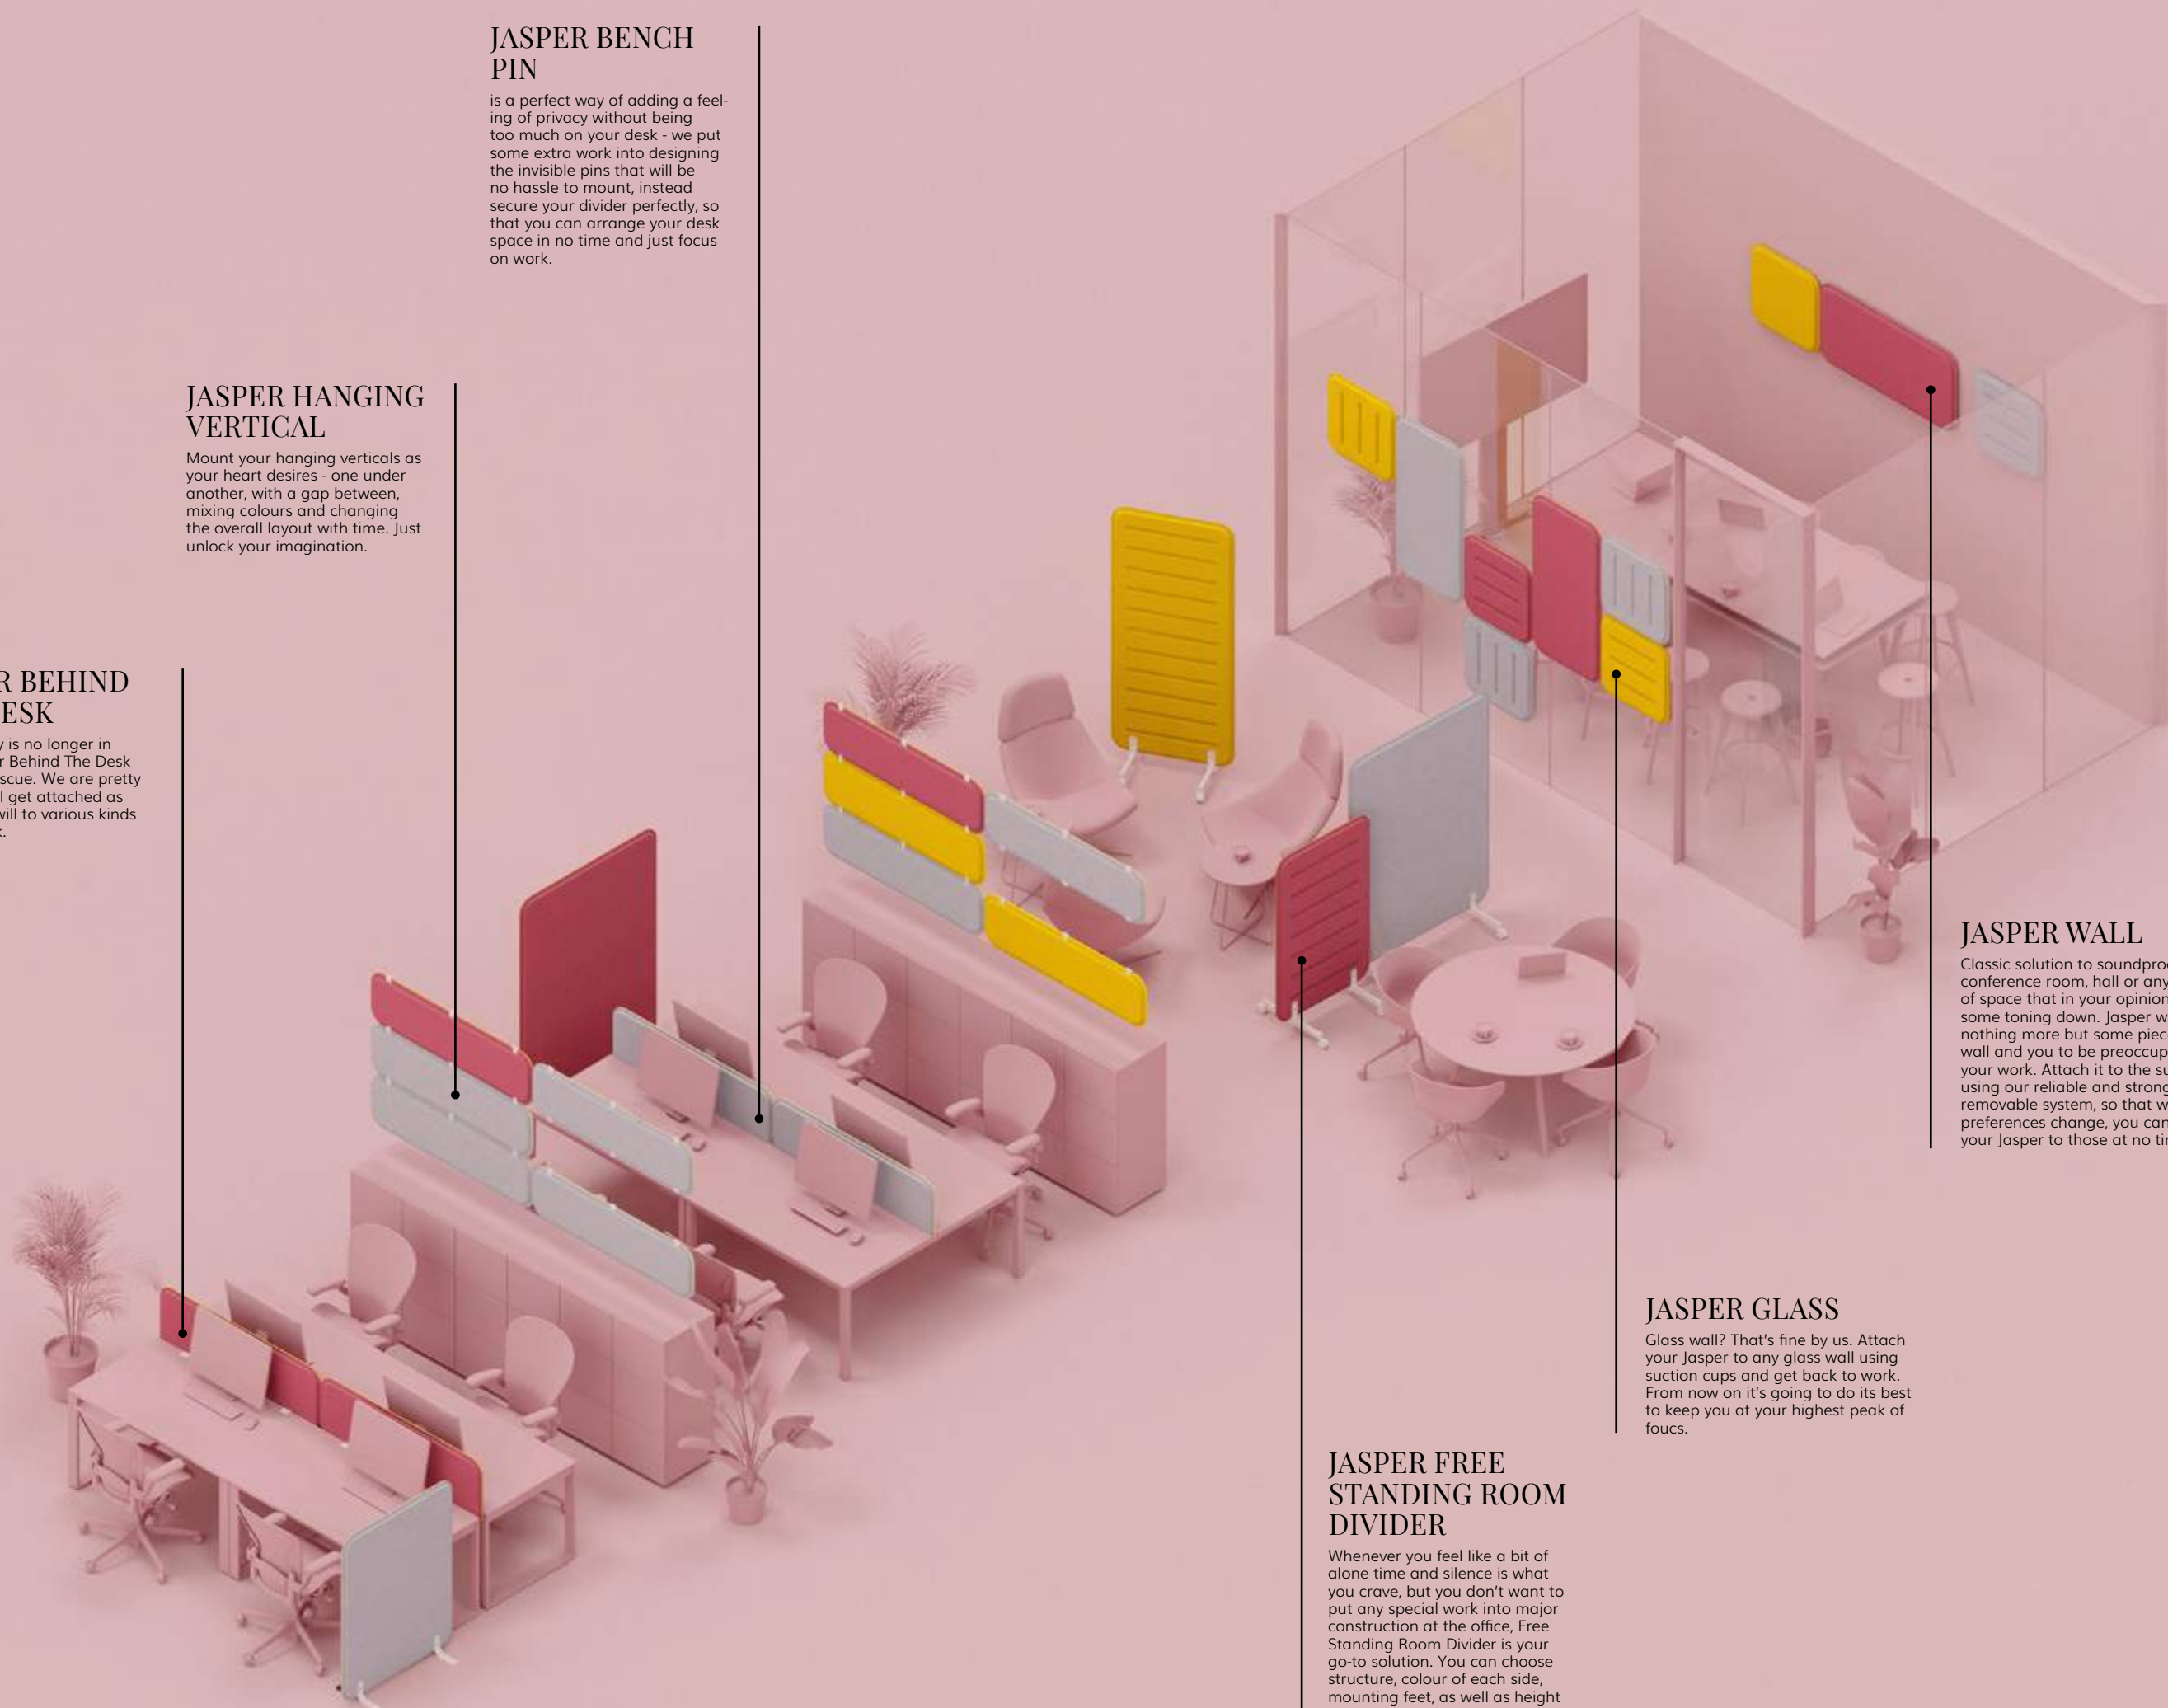 JASPER BENCH
PIN
is a perfect way of adding a feel-
ing of privacy without being
too much on your desk - we put
some extra work into designing
the invisible pins that will be
no hassle to mount, instead
secure your divider perfectly, so
that you can arrange your desk
space in no time and just focus
on work.
JASPER HANGING
VERTICAL
Mount your hanging verticals as
your heart desires - one under
another, with a gap between,
mixing colours and changing
the overall layout with time. Just
unlock your imagination.
R BEHIND
ESK
y is no longer in
r Behind The Desk
scue. We are pretty
l get attached as
will to various kinds
k.
JASPER WALL
Classic solution to soundproo
conference room, hall or any
of space that in your opinion
some toning down. Jasper w
nothing more but some piec
wall and you to be preoccup
your work. Attach it to the su
using our reliable and strong
removable system, so that w
preferences change, you can
your Jasper to those at no ti
JASPER GLASS
Glass wall? That's fine by us. Attach
your Jasper to any glass wall using
suction cups and get back to work.
From now on it's going to do its best
to keep you at your highest peak of
foucs.
JASPER FREE
STANDING ROOM
DIVIDER
Whenever you feel like a bit of
alone time and silence is what
you crave, but you don't want to
put any special work into major
construction at the office, Free
Standing Room Divider is your
go-to solution. You can choose
structure, colour of each side,
mounting feet, as well as height